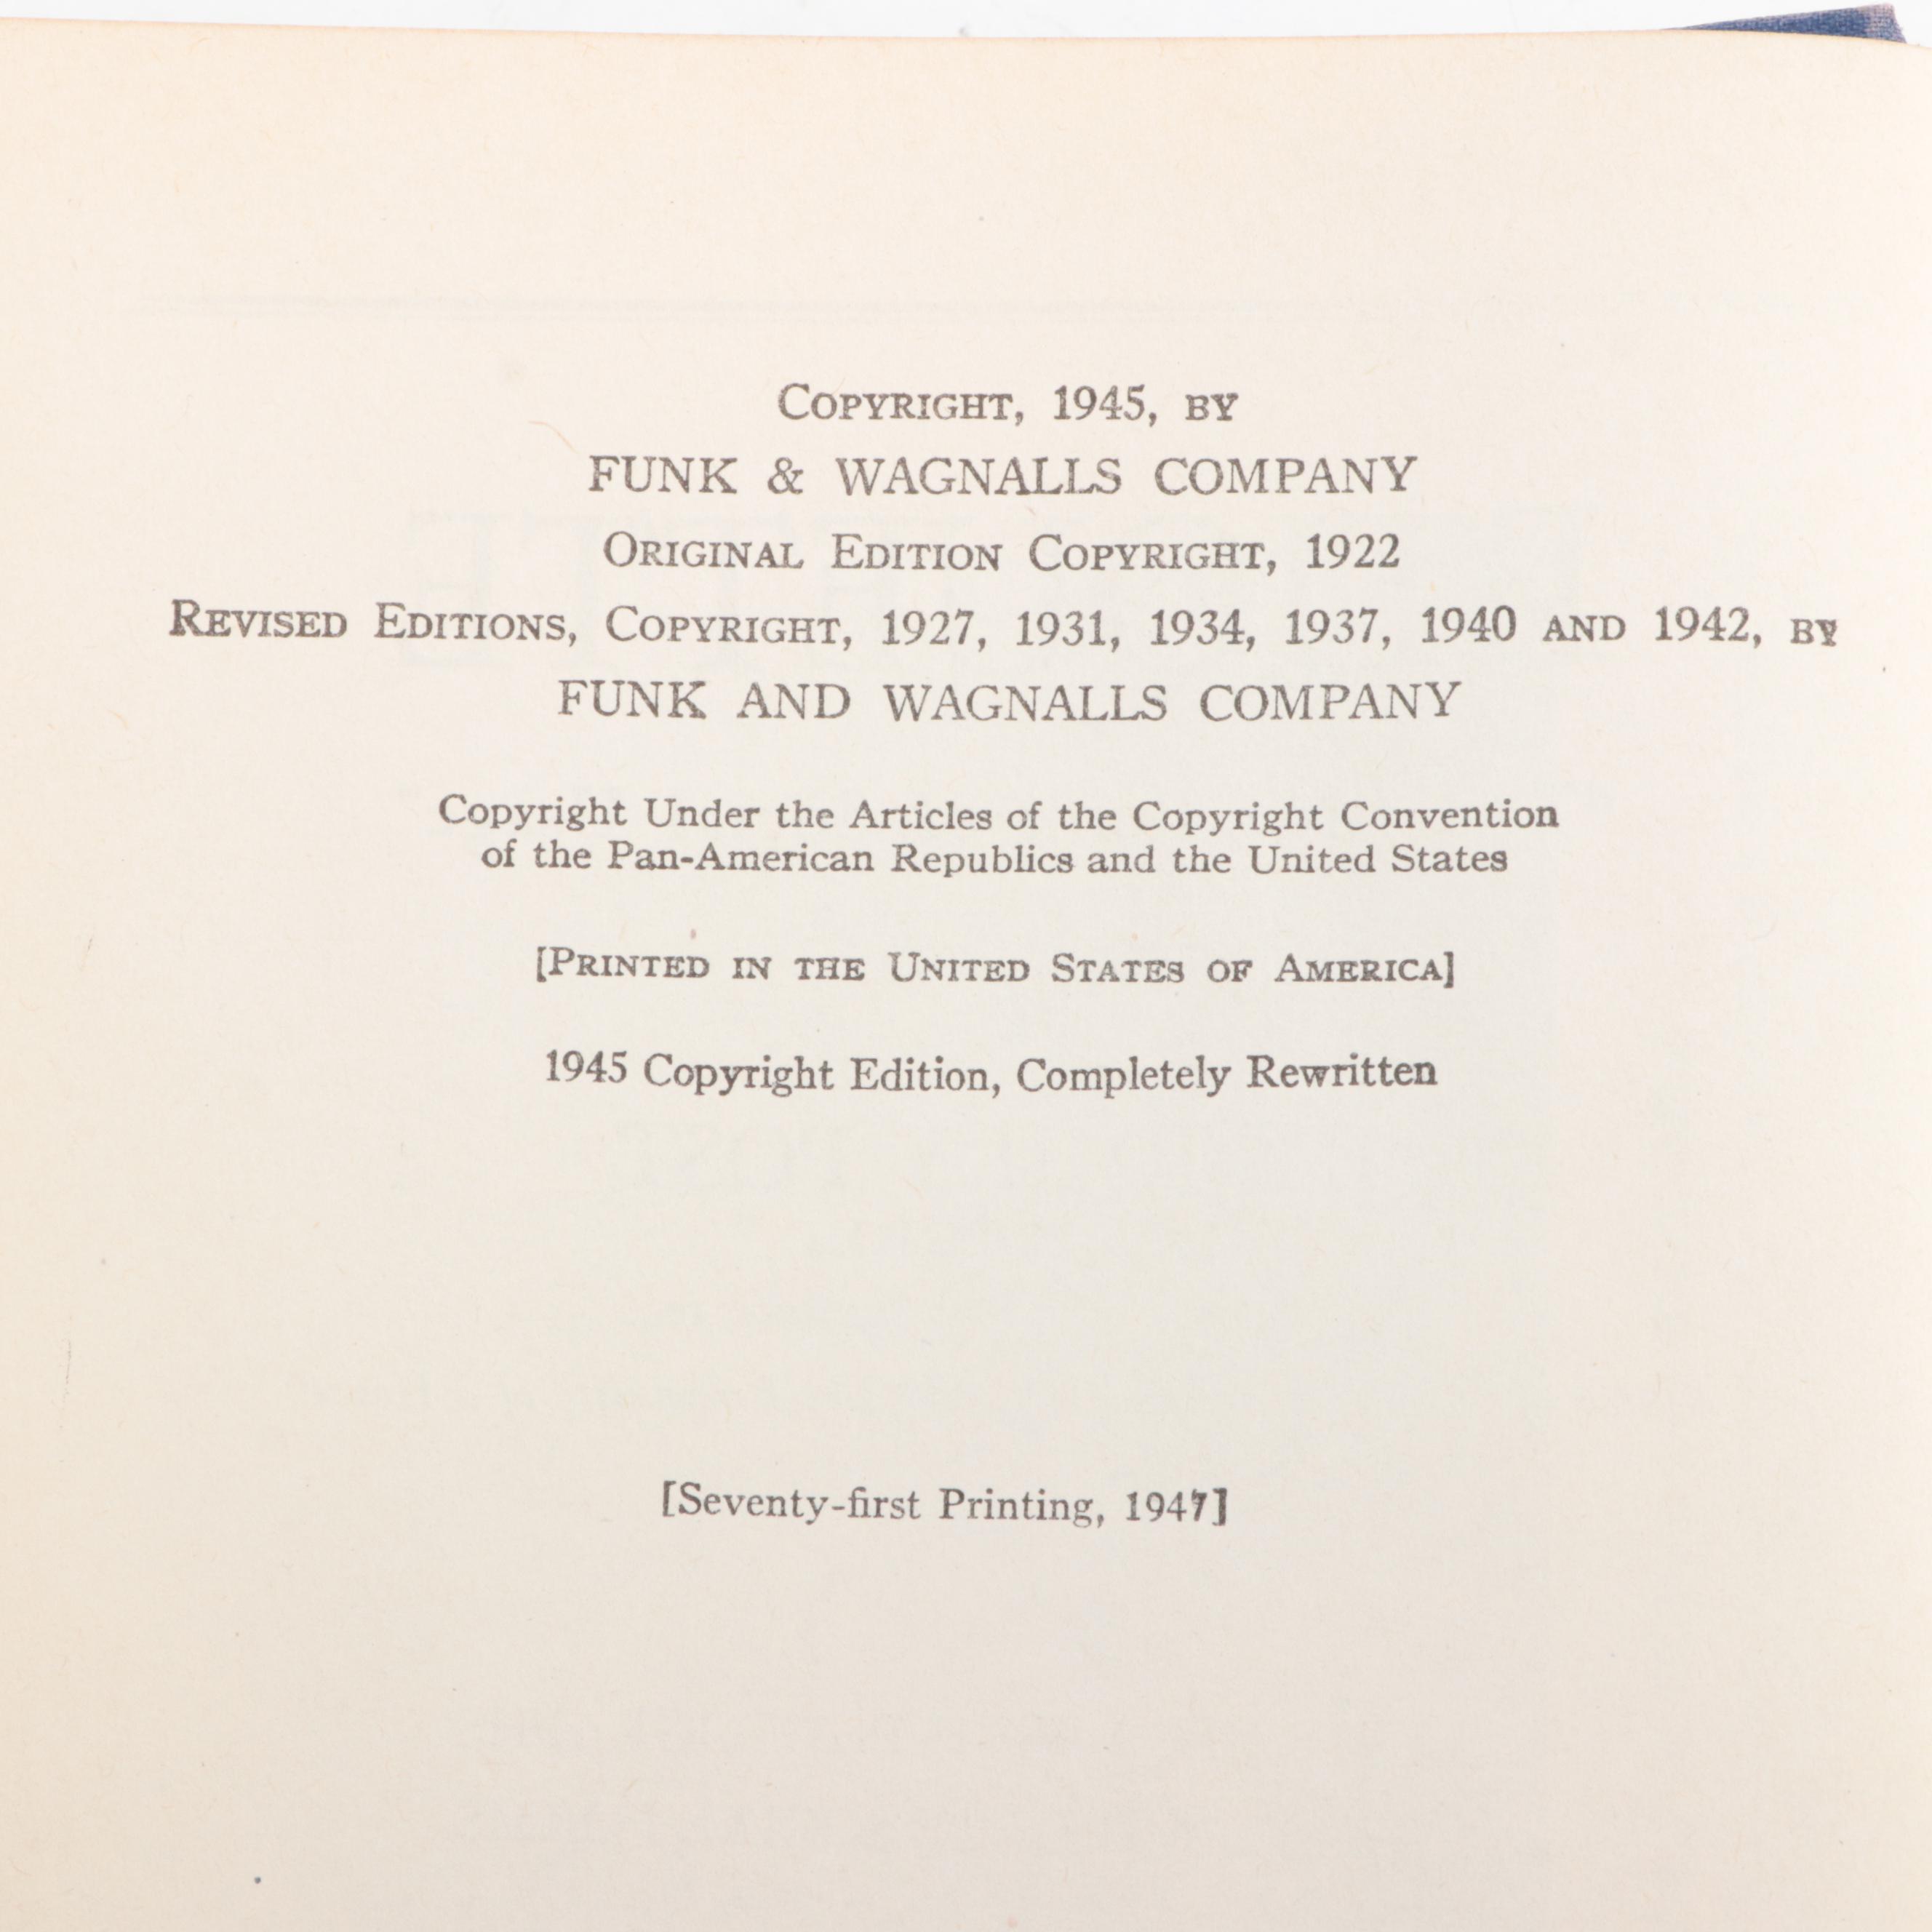 COPYRIGHT, 1945, BY
FUNK & WAGNALLS COMPANY
ORIGINAL EDITION COPYRIGHT, 1922
REVISED EDITIONS, COPYRIGHT, 1927, 1931, 1934, 1937, 1940 AND 1942, BY
FUNK AND WAGNALLS COMPANY
Copyright Under the Articles of the Copyright Convention
of the Pan-American Republics and the United States
[PRINTED IN THE UNITED STATES OF AMERICA]
1945 Copyright Edition, Completely Rewritten
[Seventy-first Printing, 1947]